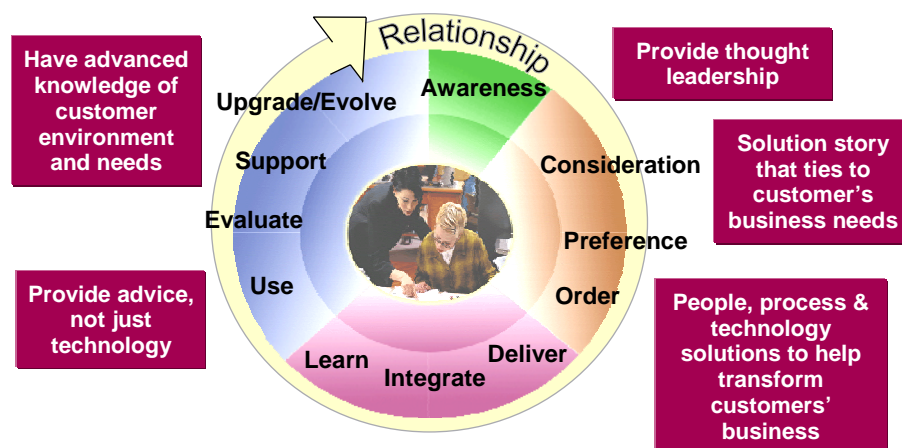 Relationship
Have advanced
knowledge of
customer
environment
and needs
Provide advice,
not just
technology
Awareness
Consideration
Preference
Order
Deliver
Integrate
Learn
Use
Evaluate
Support
Upgrade/Evolve
Provide thought
leadership
Solution story
that ties to
customer's
business needs
People, process &
technology
solutions to help
transform
customers'
business